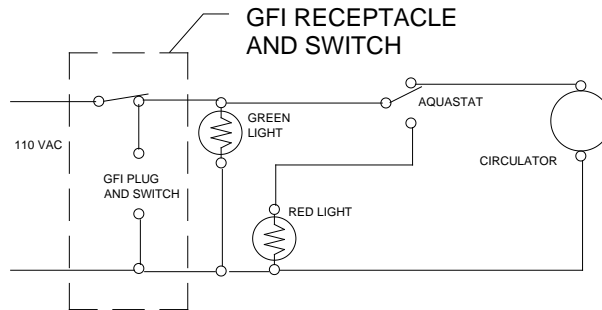 GFI RECEPTACLE
AND SWITCH
GREEN
LIGHT
AQUASTAT
110 VAC
CIRCULATOR
GFI PLUG
AND SWITCH
RED LIGHT